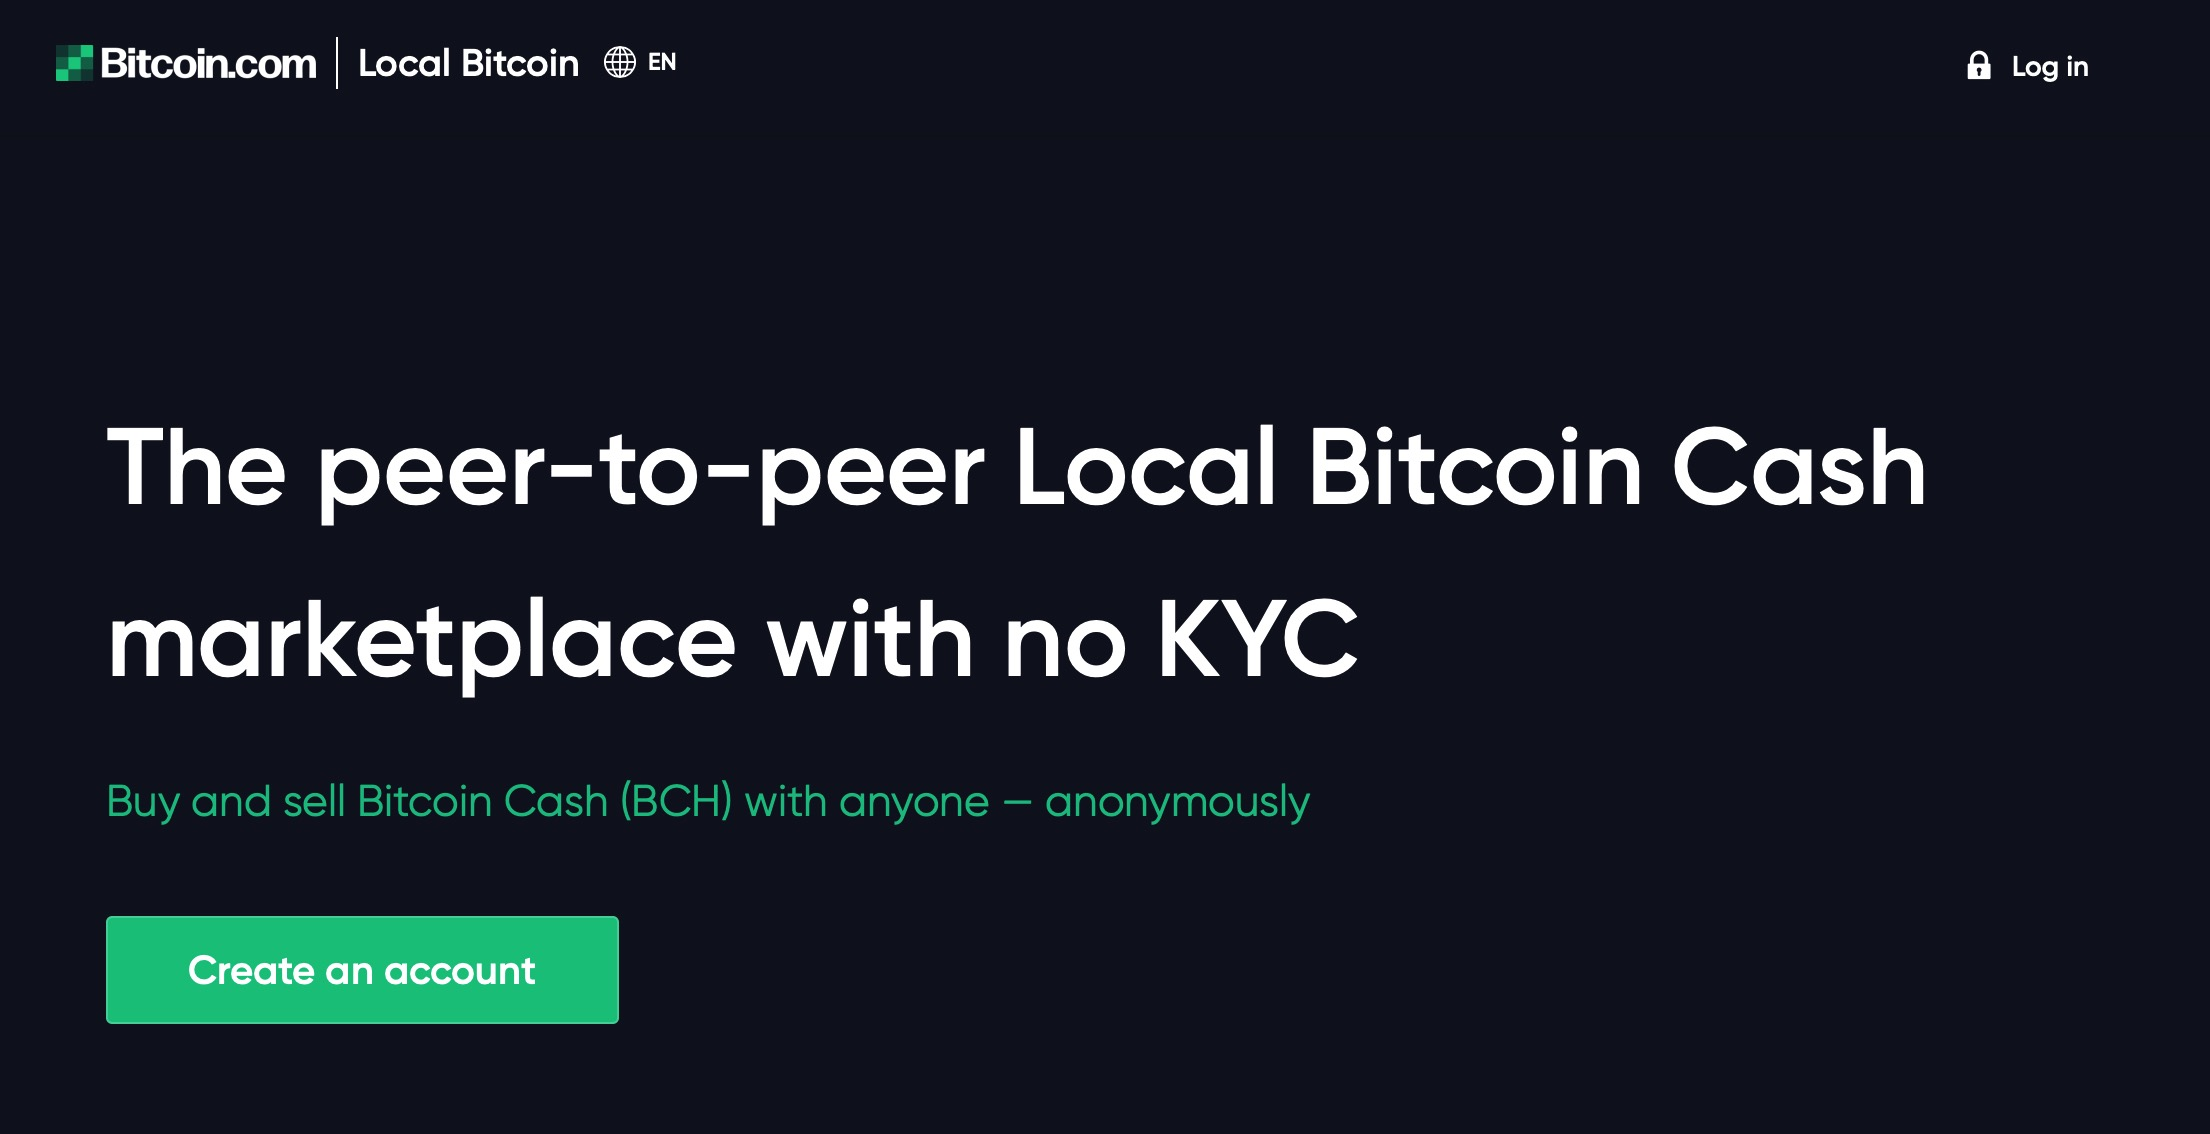 Bitcoin.com | Local Bitcoin EN Log in
The peer-to-peer Local Bitcoin Cash
marketplace with no KYC
Buy and sell Bitcoin Cash (BCH) with anyone — anonymously
Create an account